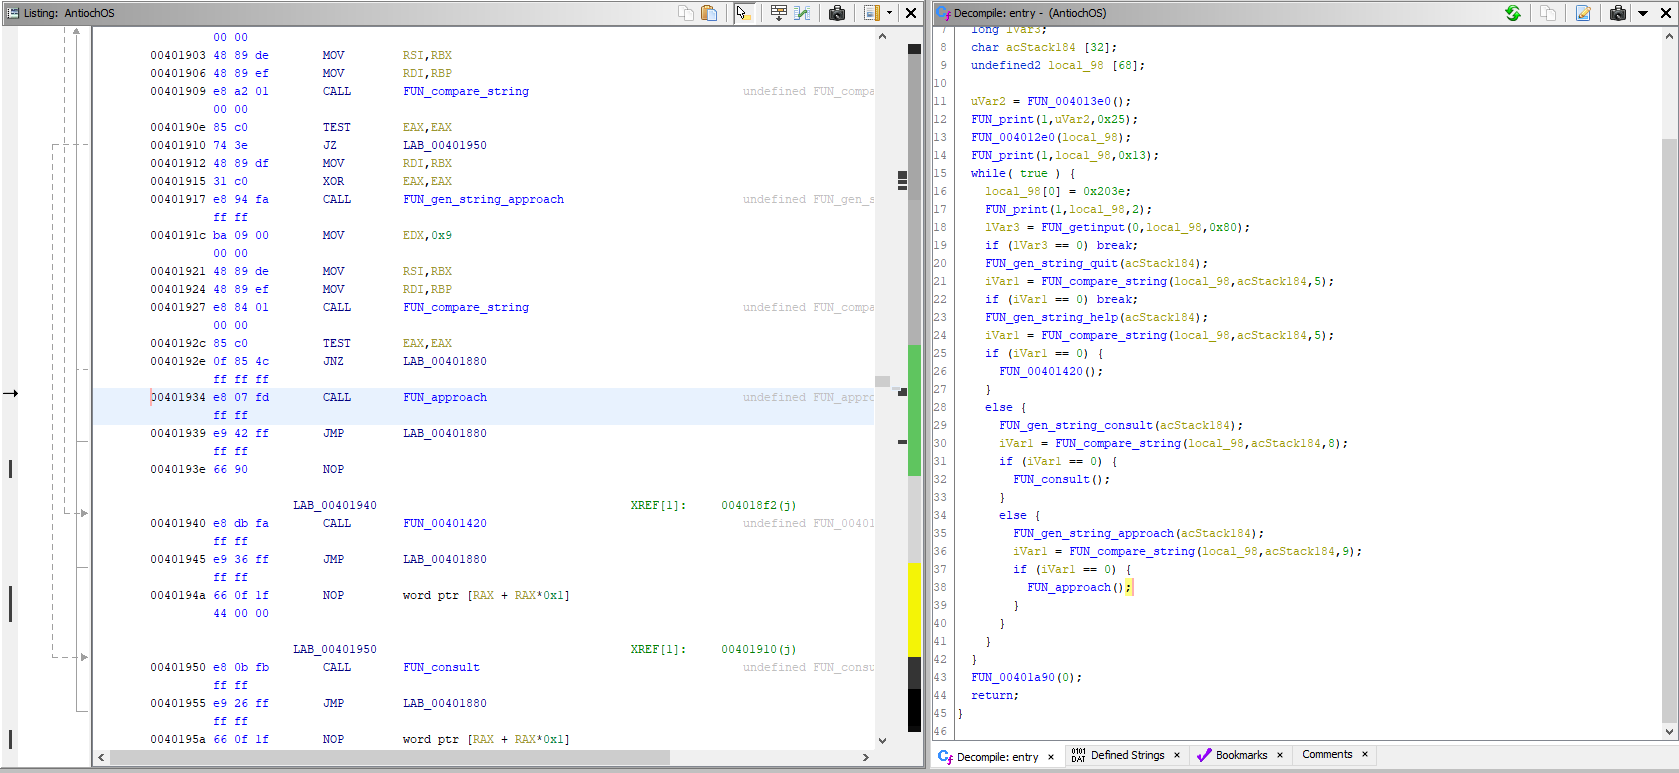 Listing: AntiochOS
00 00
00401903 48 89 de MOV RSI,RBX
00401906 48 89 ef MOV RDI,RBP
00401909 e8 a2 01 CALL FUN_compare_string undefined FUN_compa
00 00
0040190e 85 c0 TEST EAX,EAX
00401910 74 3e JZ LAB_00401950
00401912 48 89 df MOV RDI,RBX
00401915 31 c0 XOR EAX,EAX
00401917 e8 94 fa CALL FUN_gen_string_approach undefined FUN_gen_s
ff ff
0040191c ba 09 00 MOV EDX,0x9
00 00
00401921 48 89 de MOV RSI,RBX
00401924 48 89 ef MOV RDI,RBP
00401927 e8 84 01 CALL FUN_compare_string undefined FUN_compa
00 00
0040192c 85 c0 TEST EAX,EAX
0040192e 0f 85 4c JNZ LAB_00401880
ff ff ff
00401934 e8 07 fd CALL FUN_approach undefined FUN_appro
ff ff
00401939 e9 42 ff JMP LAB_00401880
ff ff
0040193e 66 90 NOP
LAB_00401940 XREF[1]: 004018f2(j)
00401940 e8 db fa CALL FUN_00401420 undefined FUN_00401
ff ff
00401945 e9 36 ff JMP LAB_00401880
ff ff
0040194a 66 0f 1f NOP word ptr [RAX + RAX*0x1]
44 00 00
LAB_00401950 XREF[1]: 00401910(j)
00401950 e8 0b fb CALL FUN_consult undefined FUN_consu
ff ff
00401955 e9 26 ff JMP LAB_00401880
ff ff
0040195a 66 0f 1f NOP word ptr [RAX + RAX*0x1]
Decompile: entry - (AntiochOS)
7 long lVar3;
8 char acStack184 [32];
9 undefined2 local_98 [68];
10
11 uVar2 = FUN_004013e0();
12 FUN_print(1,uVar2,0x25);
13 FUN_004012e0(local_98);
14 FUN_print(1,local_98,0x13);
15 while( true ) {
16 local_98[0] = 0x203e;
17 FUN_print(1,local_98,2);
18 lVar3 = FUN_getinput(0,local_98,0x80);
19 if (lVar3 == 0) break;
20 FUN_gen_string_quit(acStack184);
21 iVar1 = FUN_compare_string(local_98,acStack184,5);
22 if (iVar1 == 0) break;
23 FUN_gen_string_help(acStack184);
24 iVar1 = FUN_compare_string(local_98,acStack184,5);
25 if (iVar1 == 0) {
26 FUN_00401420();
27 }
28 else {
29 FUN_gen_string_consult(acStack184);
30 iVar1 = FUN_compare_string(local_98,acStack184,8);
31 if (iVar1 == 0) {
32 FUN_consult();
33 }
34 else {
35 FUN_gen_string_approach(acStack184);
36 iVar1 = FUN_compare_string(local_98,acStack184,9);
37 if (iVar1 == 0) {
38 FUN_approach();
39 }
40 }
41 }
42 }
43 FUN_00401a90(0);
44 return;
45 }
46
Decompile: entry × Defined Strings × Bookmarks × Comments ×